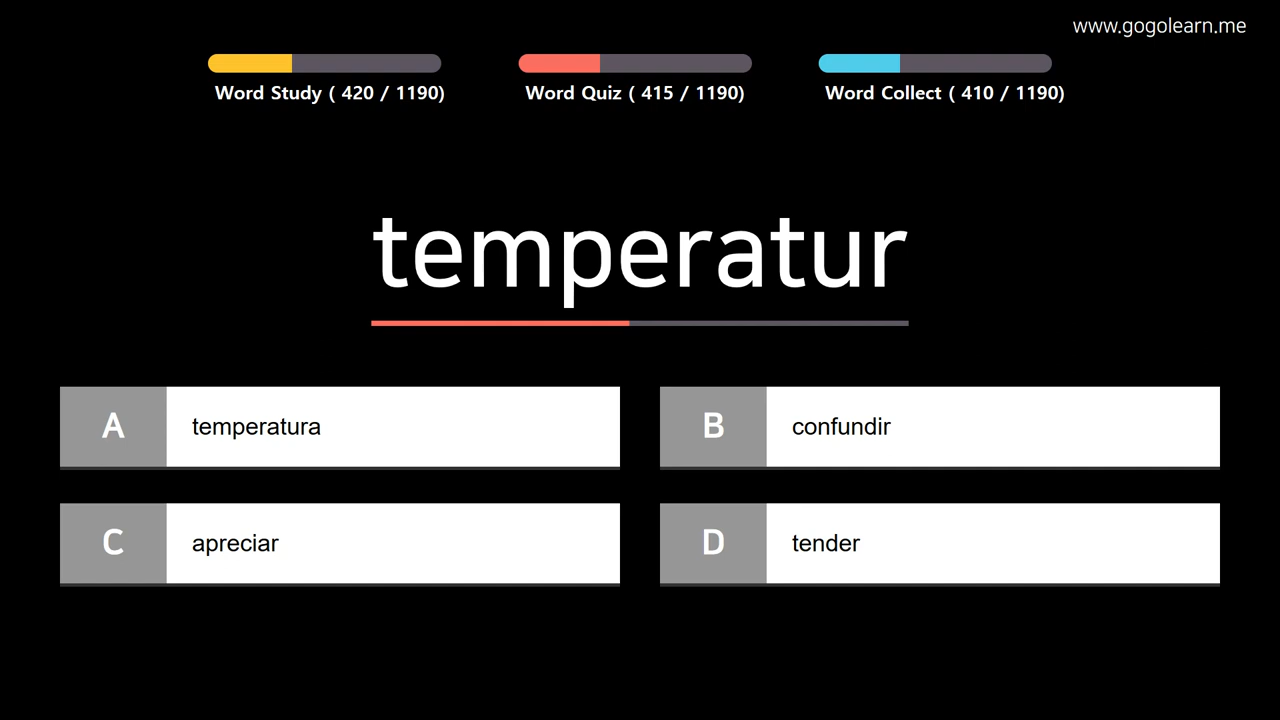 www.gogolearn.me
Word Study ( 420 / 1190)
Word Quiz ( 415 / 1190)
Word Collect ( 410 / 1190)
temperatur
A temperatura
B confundir
C apreciar
D tender